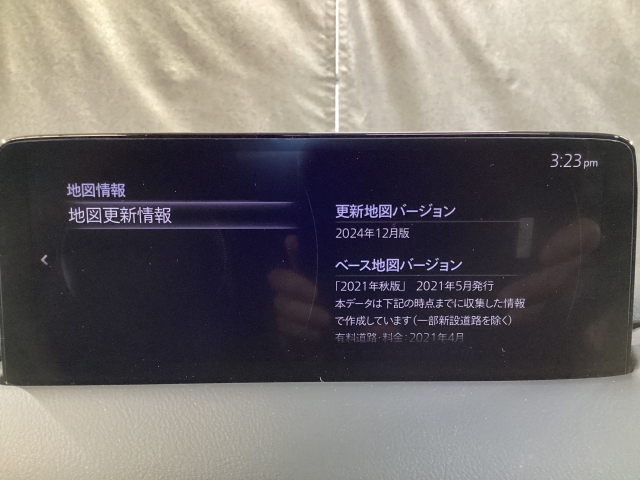 3:23 pm
地図情報
地図更新情報
更新地図バージョン
2024年12月版
ベース地図バージョン
「2021年秋版」 2021年5月発行
本データは下記の時点までに収集した情報
で作成しています(一部新設道路を除く)
有料道路・料金：2021年4月